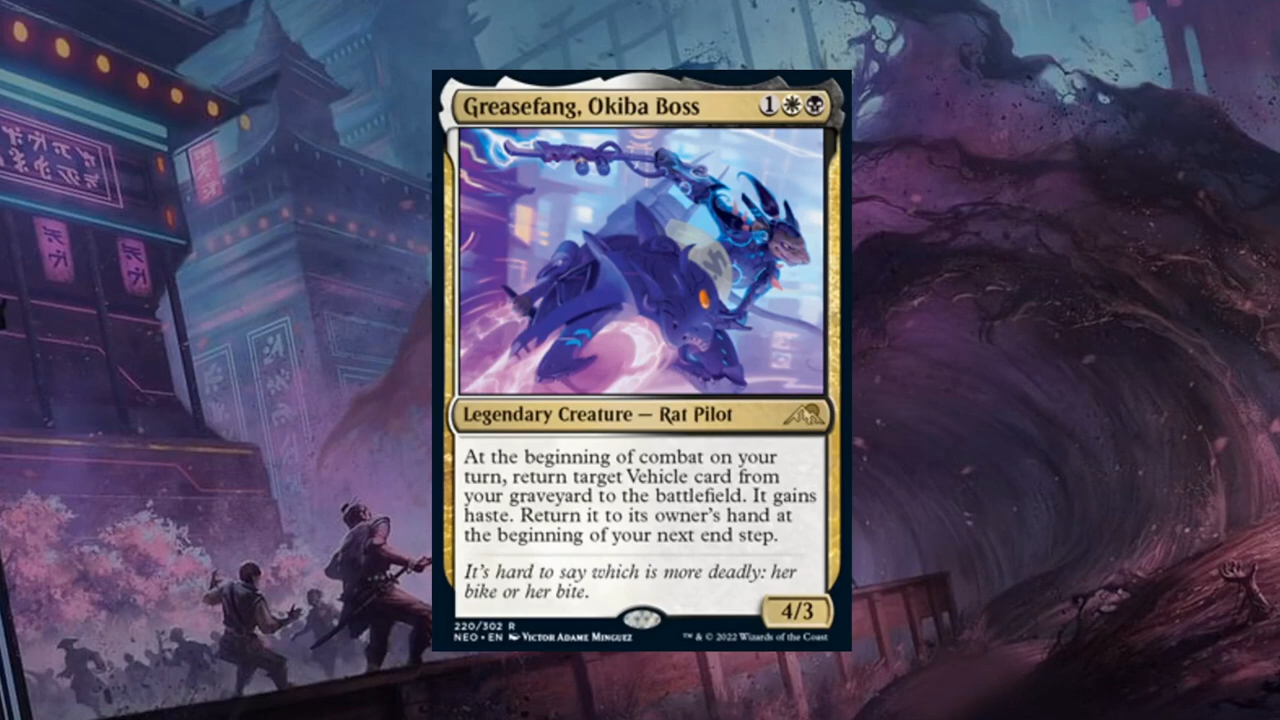 Greasefang, Okiba Boss 1
Legendary Creature — Rat Pilot
At the beginning of combat on your
turn, return target Vehicle card from
your graveyard to the battlefield. It gains
haste. Return it to its owner's hand at
the beginning of your next end step.
It's hard to say which is more deadly: her
bike or her bite.
4/3
220/302 R
NEO • EN VICTOR ADAME MINGUEZ
™ & © 2022 Wizards of the Coast